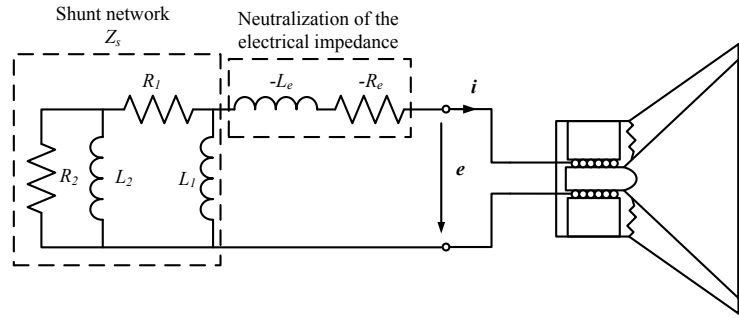 Shunt network
Z_s
Neutralization of the
electrical impedance
R_1
-L_e
-R_e
i
R_2
L_2
L_1
e